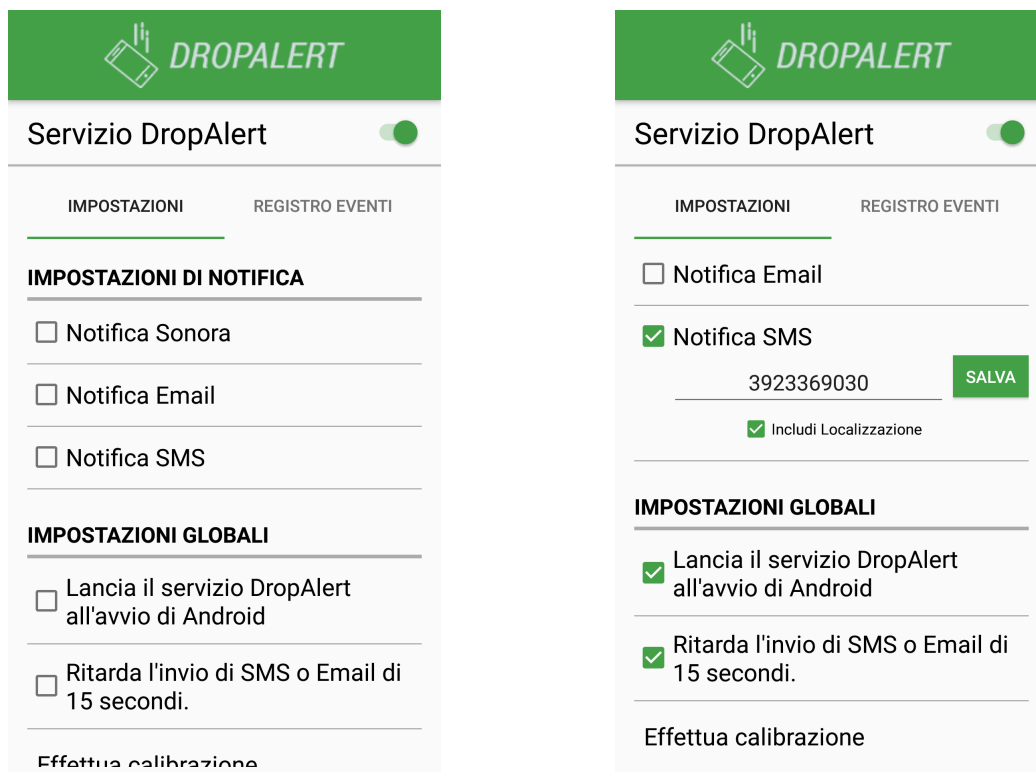 DROPALERT
Servizio DropAlert
IMPOSTAZIONI
REGISTRO EVENTI
IMPOSTAZIONI DI NOTIFICA
Notifica Sonora
Notifica Email
Notifica SMS
IMPOSTAZIONI GLOBALI
Lancia il servizio DropAlert
all'avvio di Android
Ritarda l'invio di SMS o Email di
15 secondi.
Effettua calibrazione
DROPALERT
Servizio DropAlert
IMPOSTAZIONI
REGISTRO EVENTI
Notifica Email
Notifica SMS
3923369030
SALVA
Includi Localizzazione
IMPOSTAZIONI GLOBALI
Lancia il servizio DropAlert
all'avvio di Android
Ritarda l'invio di SMS o Email di
15 secondi.
Effettua calibrazione